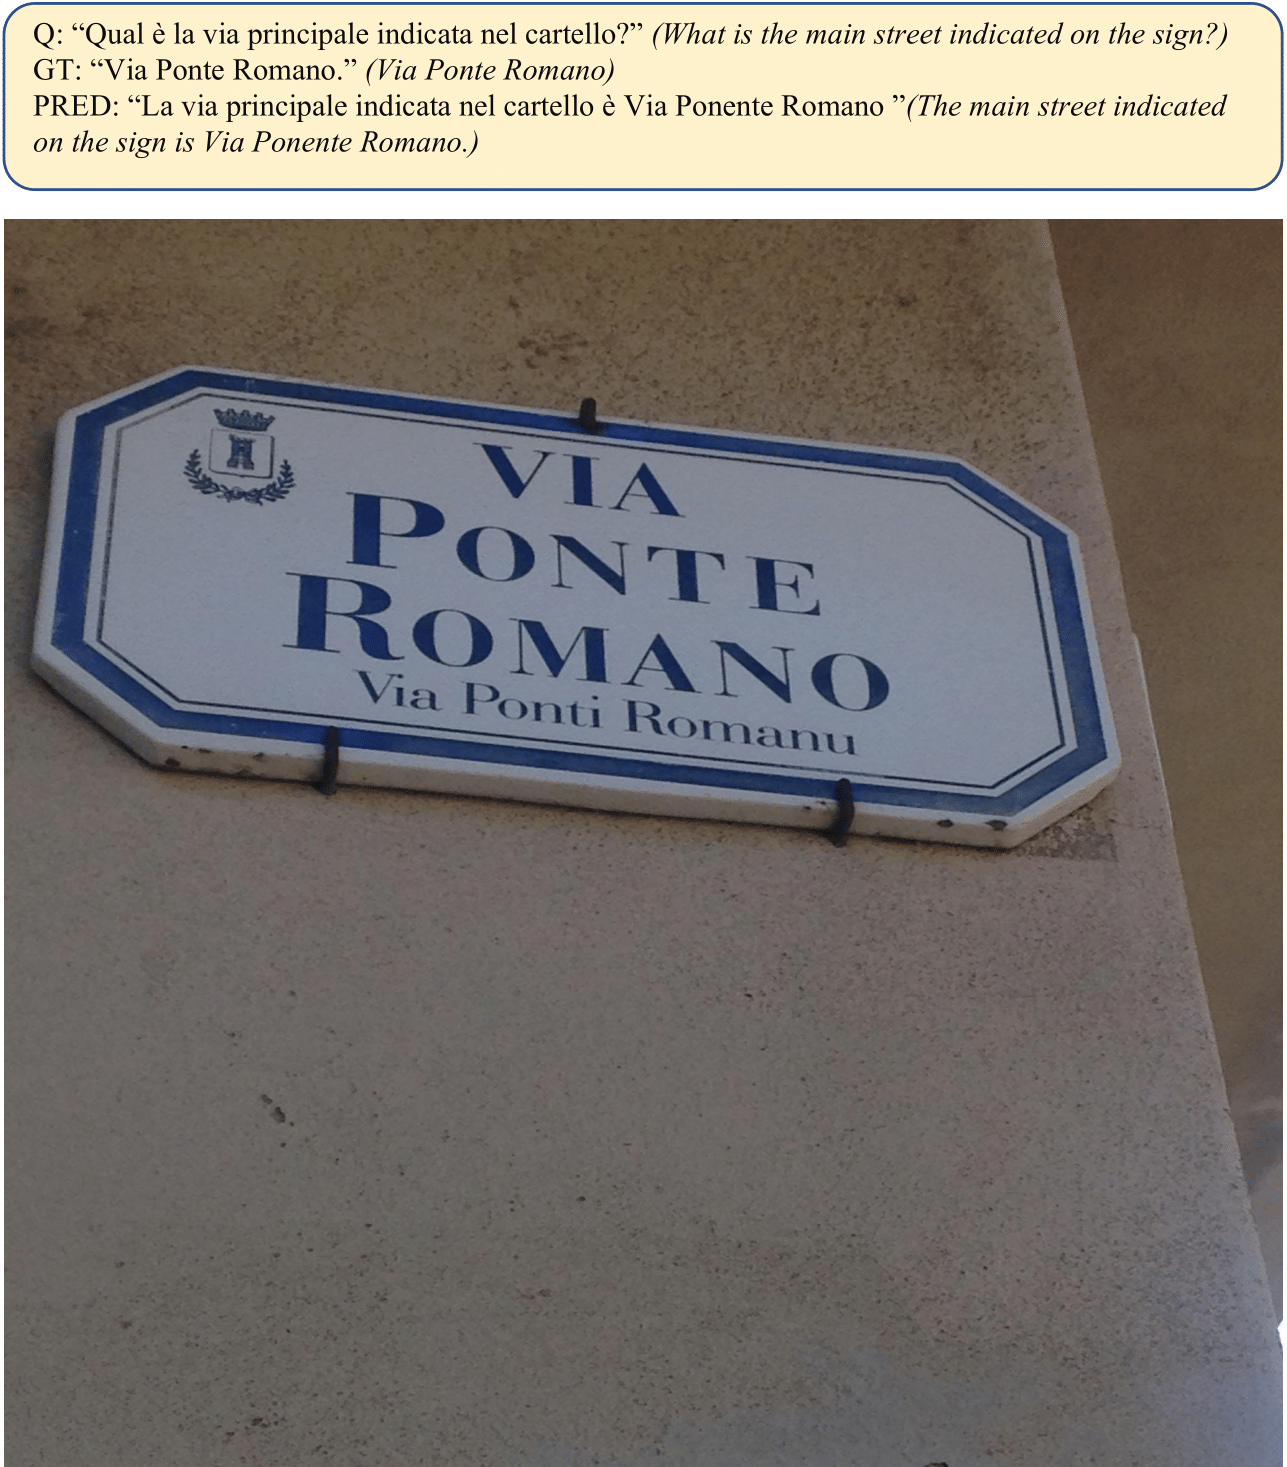 Q: “Qual è la via principale indicata nel cartello?” (What is the main street indicated on the sign?)
GT: “Via Ponte Romano.” (Via Ponte Romano)
PRED: “La via principale indicata nel cartello è Via Ponente Romano ”(The main street indicated
on the sign is Via Ponente Romano.)
VIA
PONTE
ROMANO
Via Ponti Romanu